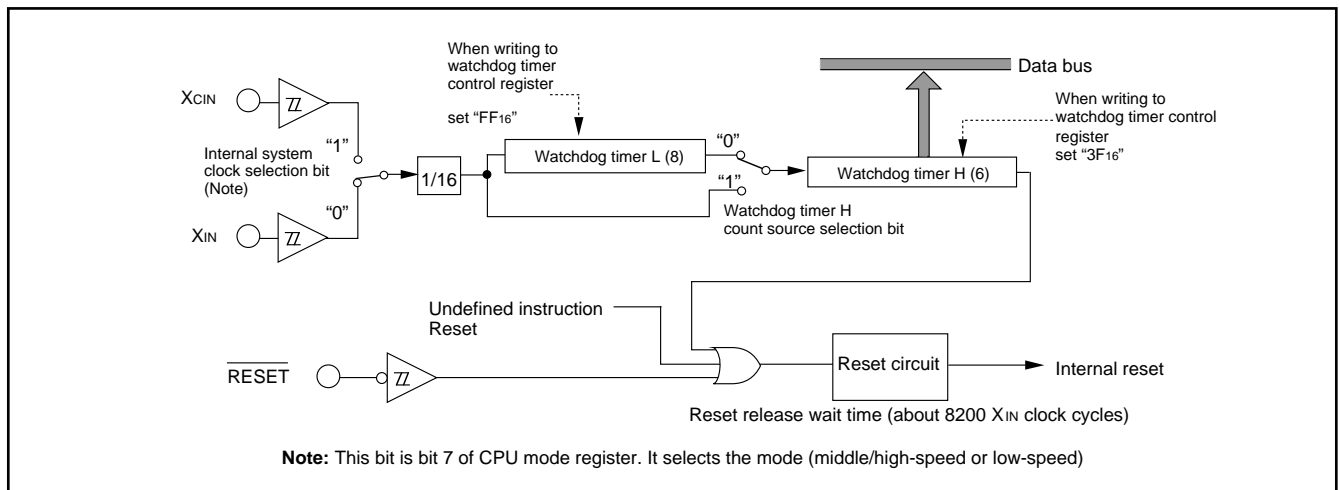 When writing to
watchdog timer
control register
set “FF16”
Data bus
When writing to
watchdog timer control
register
set “3F16”
XCIN
“1”
Internal system
clock selection bit
(Note)
“0”
XIN
1/16
Watchdog timer L (8)
“0”
“1”
Watchdog timer H
count source selection bit
Watchdog timer H (6)
Undefined instruction
Reset
RESET
Reset circuit
Internal reset
Reset release wait time (about 8200 XIN clock cycles)
Note: This bit is bit 7 of CPU mode register. It selects the mode (middle/high-speed or low-speed)